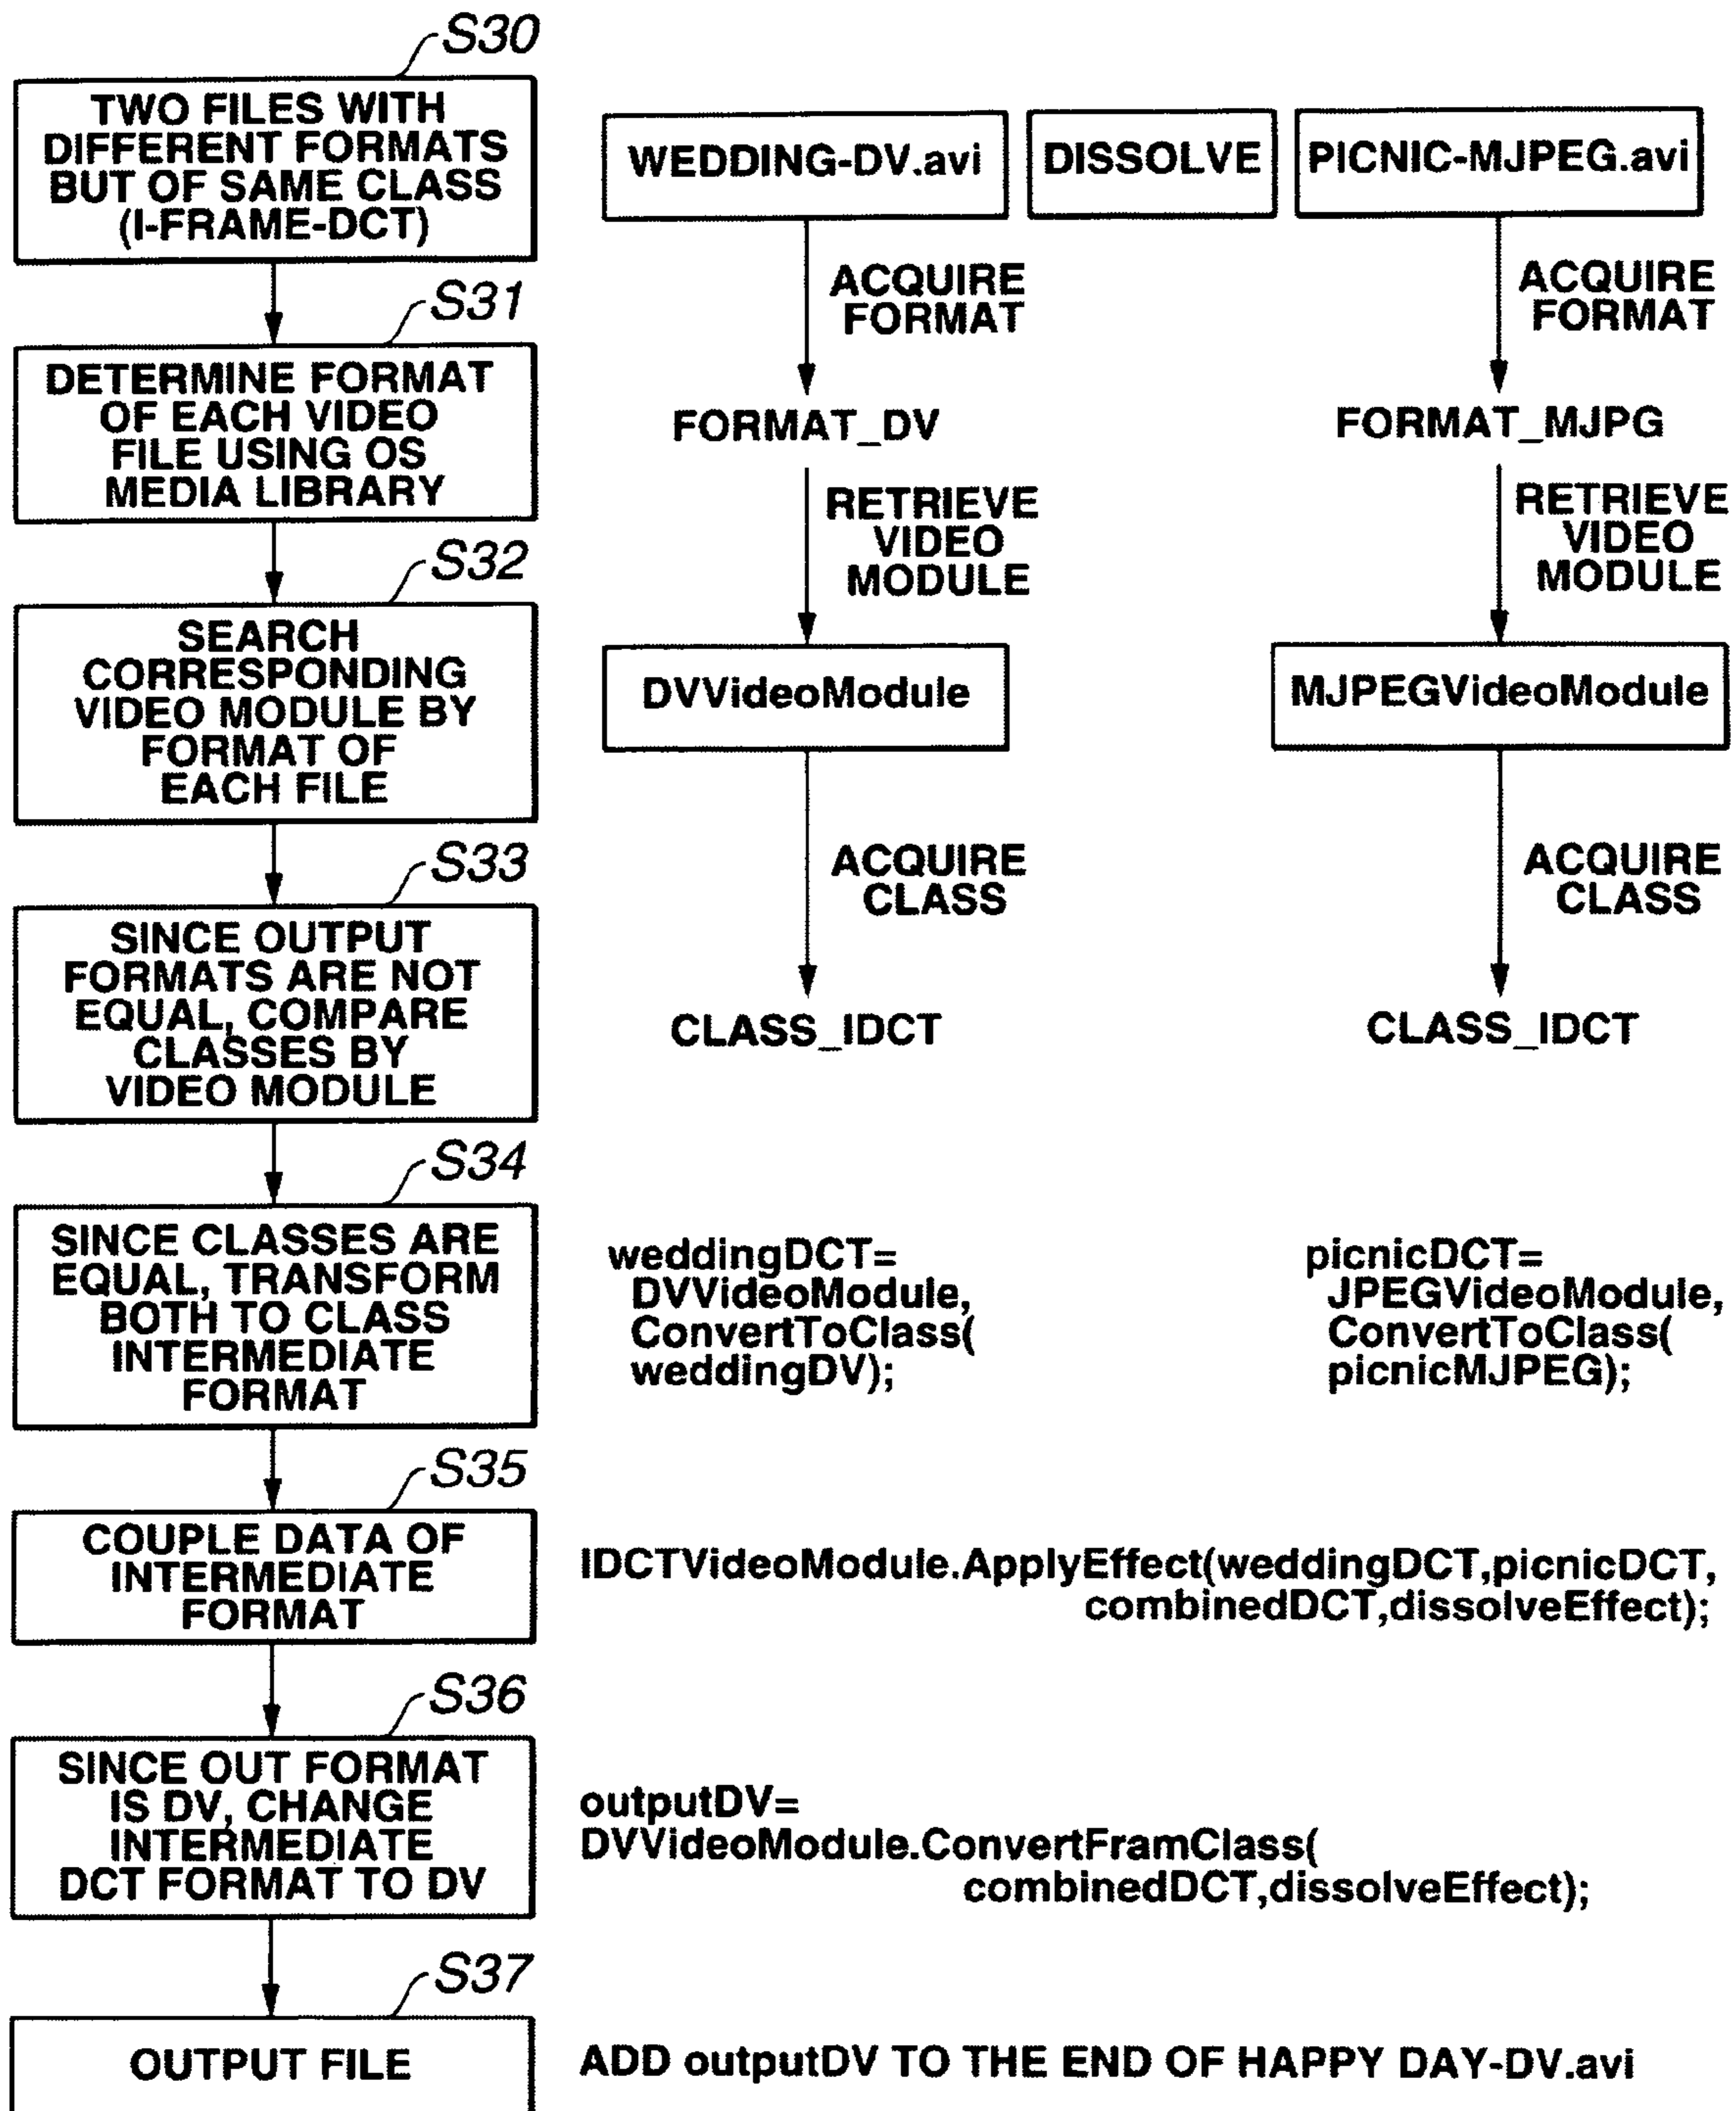 S30
TWO FILES WITH
DIFFERENT FORMATS
BUT OF SAME CLASS
(I-FRAME-DCT)
WEDDING-DV.avi
DISSOLVE
PICNIC-MJPEG.avi
ACQUIRE
FORMAT
ACQUIRE
FORMAT
S31
DETERMINE FORMAT
OF EACH VIDEO
FILE USING OS
MEDIA LIBRARY
FORMAT_DV
FORMAT_MJPG
RETRIEVE
VIDEO
MODULE
RETRIEVE
VIDEO
MODULE
S32
SEARCH
CORRESPONDING
VIDEO MODULE BY
FORMAT OF
EACH FILE
DVVideoModule
MJPEGVideoModule
ACQUIRE
CLASS
ACQUIRE
CLASS
S33
SINCE OUTPUT
FORMATS ARE NOT
EQUAL, COMPARE
CLASSES BY
VIDEO MODULE
CLASS_IDCT
CLASS_IDCT
S34
SINCE CLASSES ARE
EQUAL, TRANSFORM
BOTH TO CLASS
INTERMEDIATE
FORMAT
weddingDCT=
DVVideoModule,
ConvertToClass(
weddingDV);
picnicDCT=
JPEGVideoModule,
ConvertToClass(
picnicMJPEG);
S35
COUPLE DATA OF
INTERMEDIATE
FORMAT
IDCTVideoModule.ApplyEffect(weddingDCT,picnicDCT,
combinedDCT,dissolveEffect);
S36
SINCE OUT FORMAT
IS DV, CHANGE
INTERMEDIATE
DCT FORMAT TO DV
outputDV=
DVVideoModule.ConvertFramClass(
combinedDCT,dissolveEffect);
S37
OUTPUT FILE
ADD outputDV TO THE END OF HAPPY DAY-DV.avi